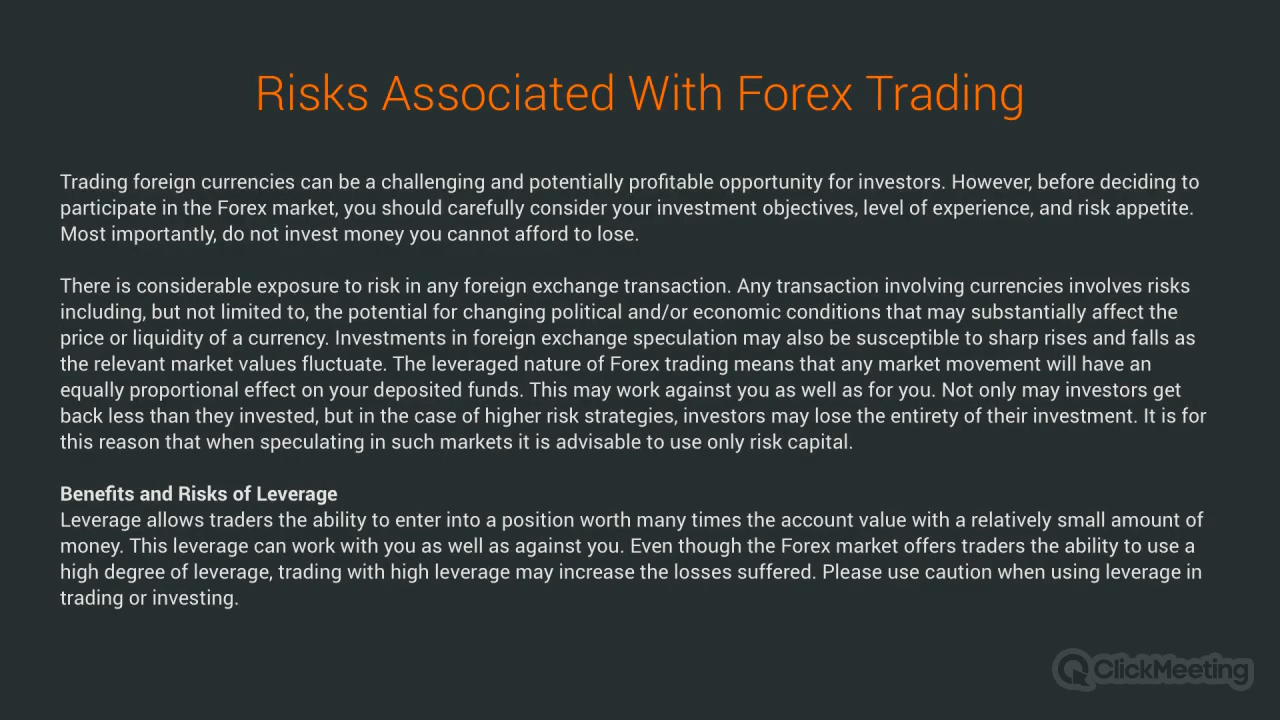 Risks Associated With Forex Trading
Trading foreign currencies can be a challenging and potentially profitable opportunity for investors. However, before deciding to
participate in the Forex market, you should carefully consider your investment objectives, level of experience, and risk appetite.
Most importantly, do not invest money you cannot afford to lose.
There is considerable exposure to risk in any foreign exchange transaction. Any transaction involving currencies involves risks
including, but not limited to, the potential for changing political and/or economic conditions that may substantially affect the
price or liquidity of a currency. Investments in foreign exchange speculation may also be susceptible to sharp rises and falls as
the relevant market values fluctuate. The leveraged nature of Forex trading means that any market movement will have an
equally proportional effect on your deposited funds. This may work against you as well as for you. Not only may investors get
back less than they invested, but in the case of higher risk strategies, investors may lose the entirety of their investment. It is for
this reason that when speculating in such markets it is advisable to use only risk capital.
Benefits and Risks of Leverage
Leverage allows traders the ability to enter into a position worth many times the account value with a relatively small amount of
money. This leverage can work with you as well as against you. Even though the Forex market offers traders the ability to use a
high degree of leverage, trading with high leverage may increase the losses suffered. Please use caution when using leverage in
trading or investing.
ClickMeeting